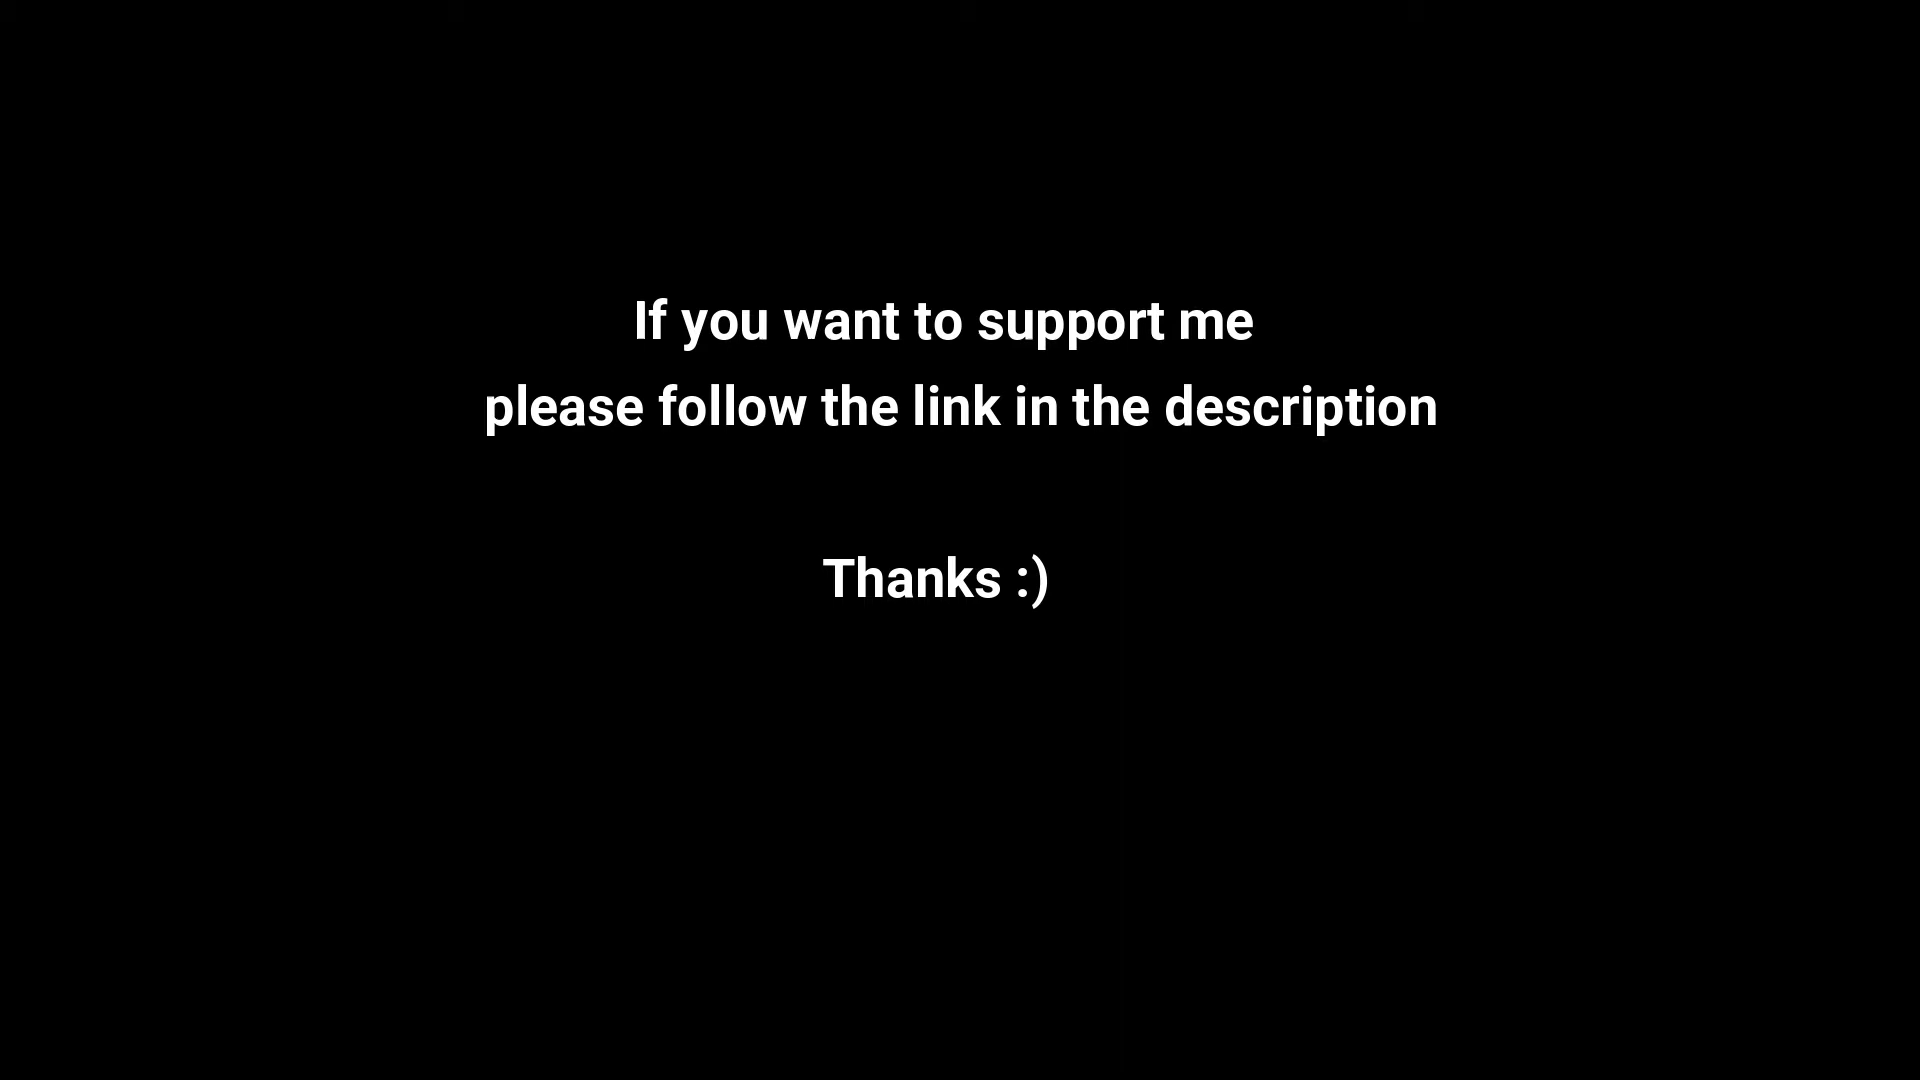 If you want to support me
please follow the link in the description
Thanks :)